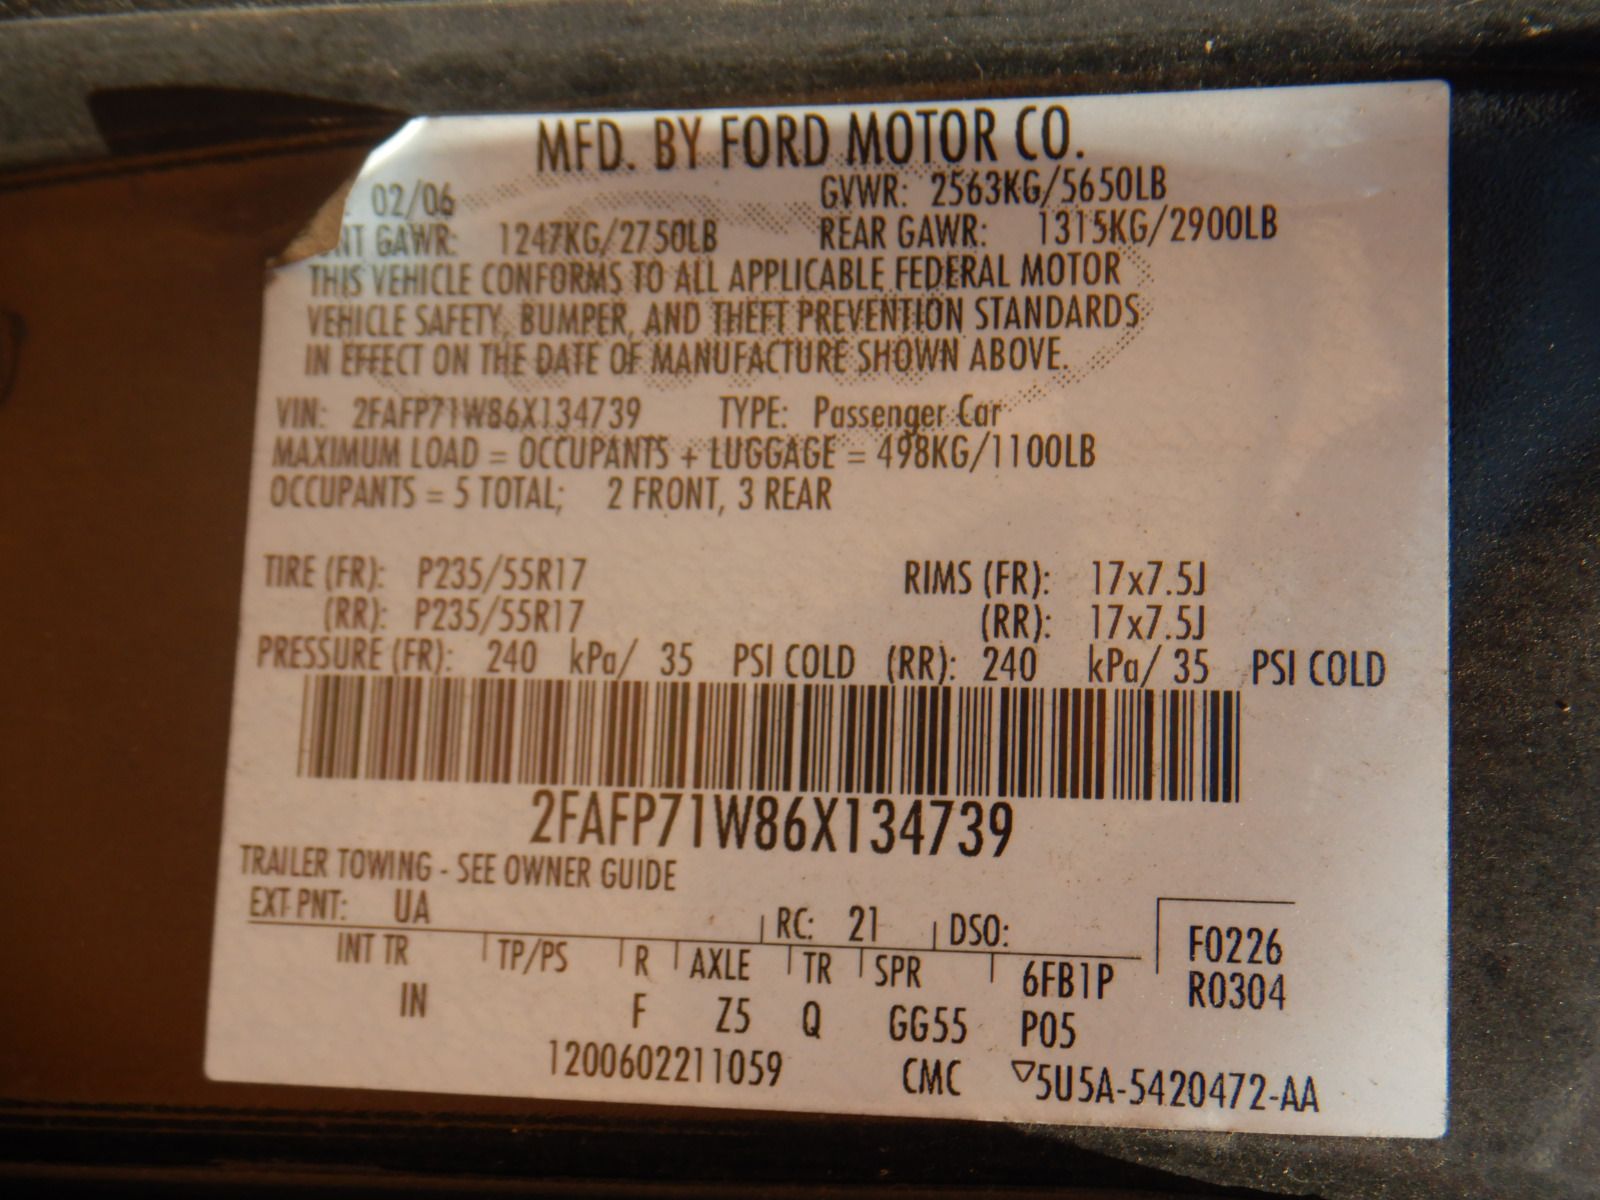 MFD. BY FORD MOTOR CO.
02/06 GVWR: 2563KG/5650LB
GAWR: 1247KG/2750LB REAR GAWR: 1315KG/2900LB
THIS VEHICLE CONFORMS TO ALL APPLICABLE FEDERAL MOTOR
VEHICLE SAFETY, BUMPER, AND THEFT PREVENTION STANDARDS
IN EFFECT ON THE DATE OF MANUFACTURE SHOWN ABOVE.
VIN: 2FAFP71W86X134739 TYPE: Passenger Car
MAXIMUM LOAD = OCCUPANTS + LUGGAGE = 498KG/1100LB
OCCUPANTS = 5 TOTAL; 2 FRONT, 3 REAR
TIRE (FR): P235/55R17 RIMS (FR): 17x7.5J
(RR): P235/55R17 (RR): 17x7.5J
PRESSURE (FR): 240 kPa/ 35 PSI COLD (RR): 240 kPa/ 35 PSI COLD
2FAFP71W86X134739
TRAILER TOWING - SEE OWNER GUIDE
EXT PNT: UA RC: 21 DSO: F0226
INT TR TP/PS R AXLE TR SPR 6FB1P R0304
IN F Z5 Q GG55 P05
1200602211059 CMC ▽5U5A-5420472-AA